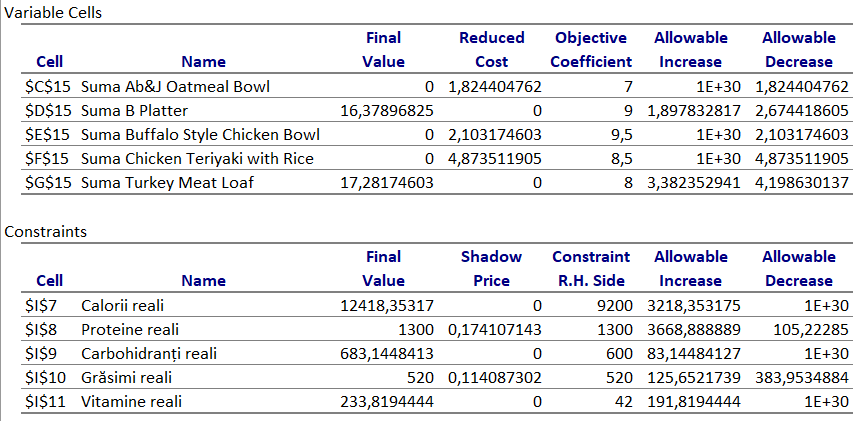 Variable Cells
Final Reduced Objective Allowable Allowable
Cell Name Value Cost Coefficient Increase Decrease
$C$15 Suma Ab&J Oatmeal Bowl 0 1,824404762 7 1E+30 1,824404762
$D$15 Suma B Platter 16,37896825 0 9 1,897832817 2,674418605
$E$15 Suma Buffalo Style Chicken Bowl 0 2,103174603 9,5 1E+30 2,103174603
$F$15 Suma Chicken Teriyaki with Rice 0 4,873511905 8,5 1E+30 4,873511905
$G$15 Suma Turkey Meat Loaf 17,28174603 0 8 3,382352941 4,198630137
Constraints
Final Shadow Constraint Allowable Allowable
Cell Name Value Price R.H. Side Increase Decrease
$I$7 Calorii reali 12418,35317 0 9200 3218,353175 1E+30
$I$8 Proteine reali 1300 0,174107143 1300 3668,888889 105,22285
$I$9 Carbohidranți reali 683,1448413 0 600 83,14484127 1E+30
$I$10 Grăsimi reali 520 0,114087302 520 125,6521739 383,9534884
$I$11 Vitamine reali 233,8194444 0 42 191,8194444 1E+30